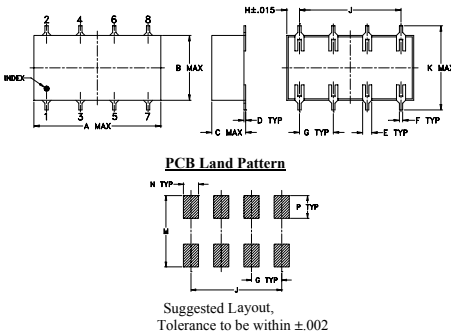 H±.015
J
2 4 6 8
B MAX
K MAX
INDEX
1 3 5 7
A MAX
D TYP
C MAX
G TYP
E TYP
F TYP
PCB Land Pattern
N TYP
P TYP
M
G TYP
J
Suggested Layout,
Tolerance to be within ±.002